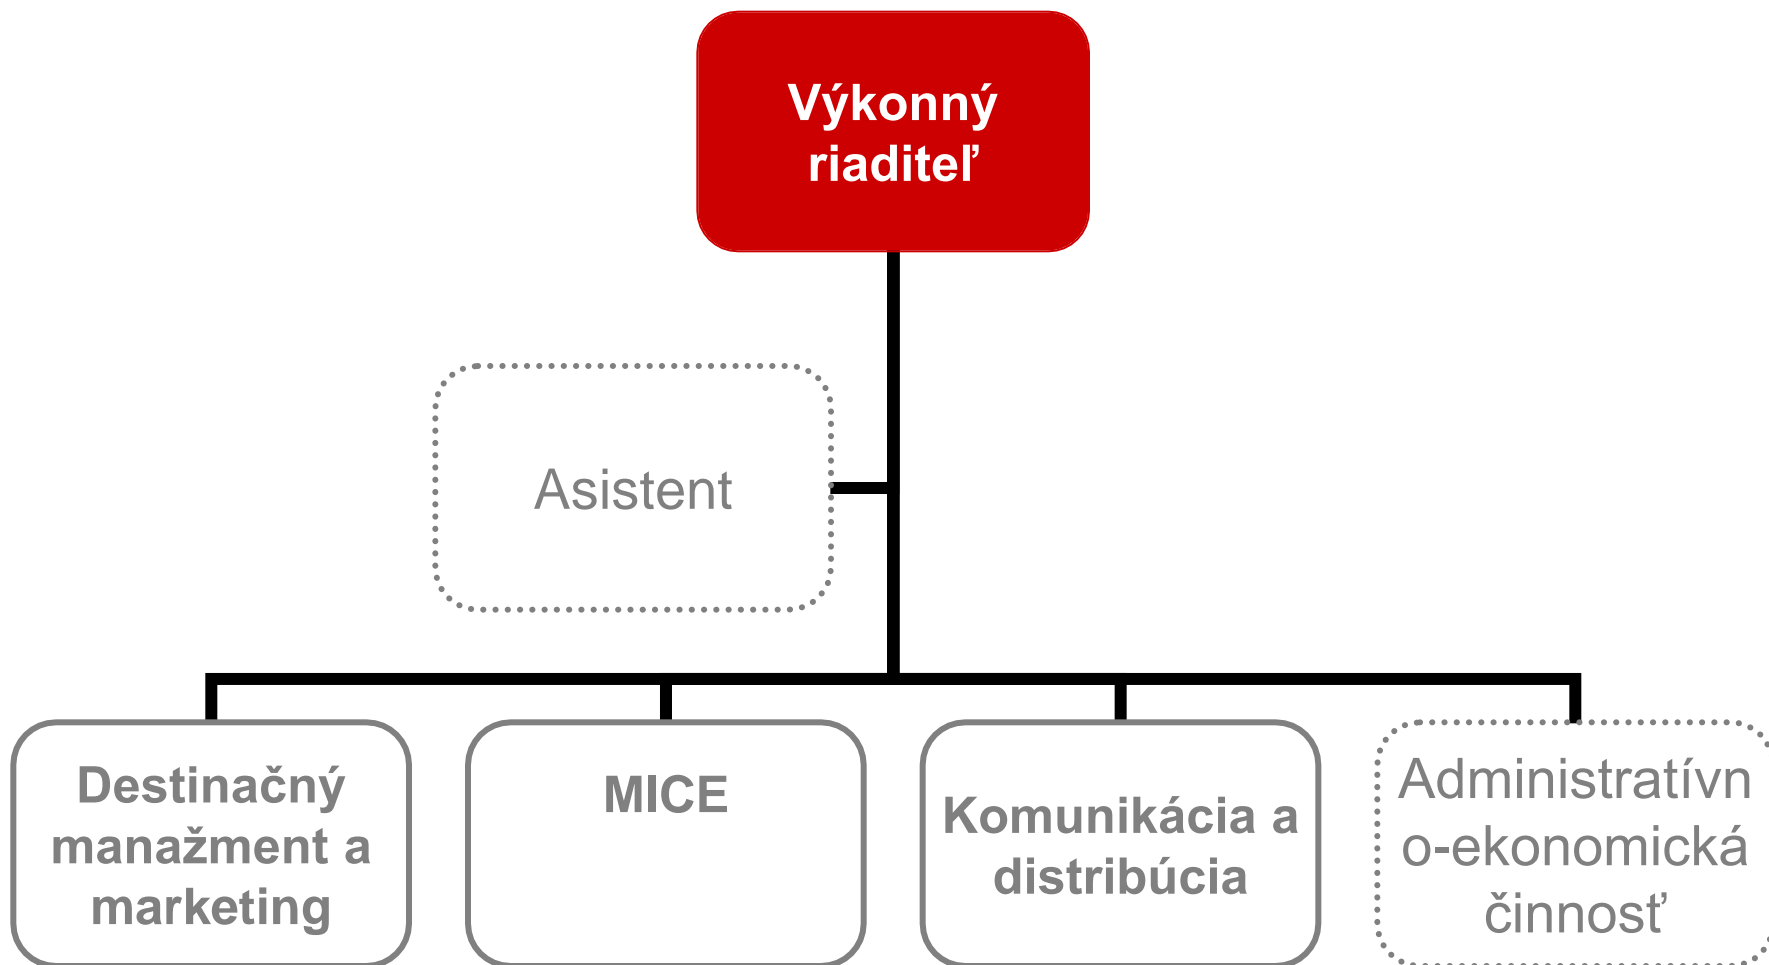 Výkonný
riaditeľ
Asistent
Destinačný
manažment a
marketing
MICE
Komunikácia a
distribúcia
Administratívn
o-ekonomická
činnosť